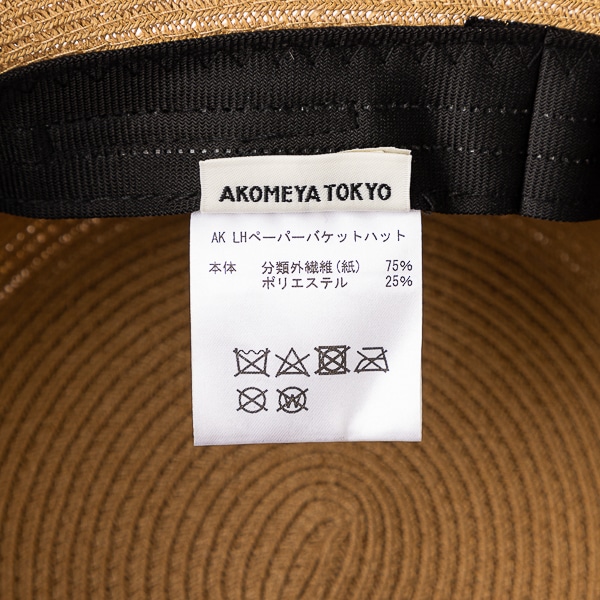 AKOMEYA TOKYO
AK LHペーパーバケットハット
本体 分類外繊維(紙) 75%
ポリエステル 25%
W